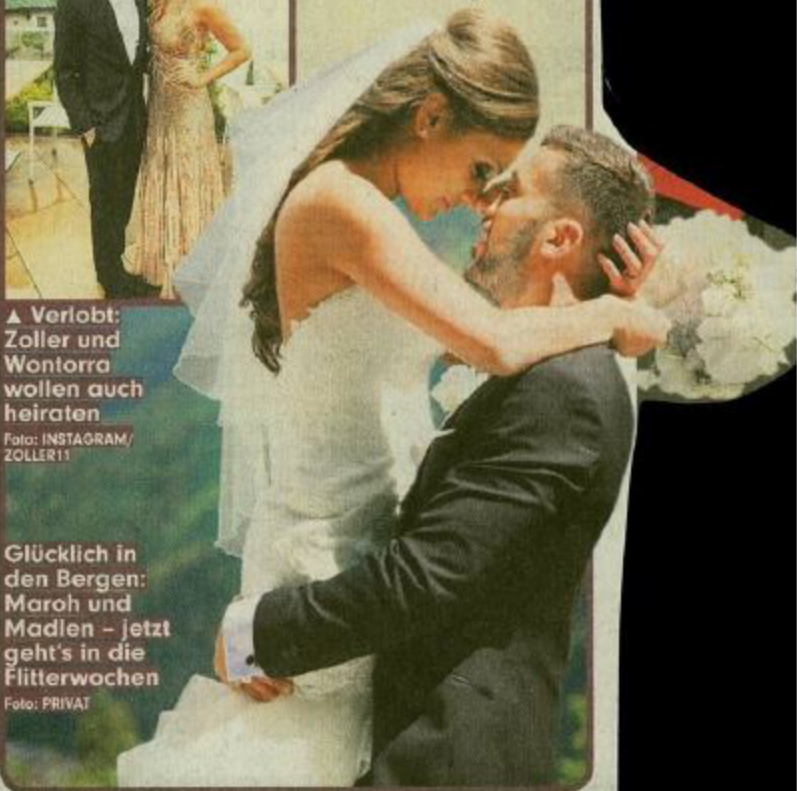 ▲ Verlobt:
Zoller und
Wontorra
wollen auch
heiraten
Foto: INSTAGRAM/
ZOLLER11
Glücklich in
den Bergen:
Maroh und
Madlen – jetzt
geht's in die
Flitterwochen
Foto: PRIVAT